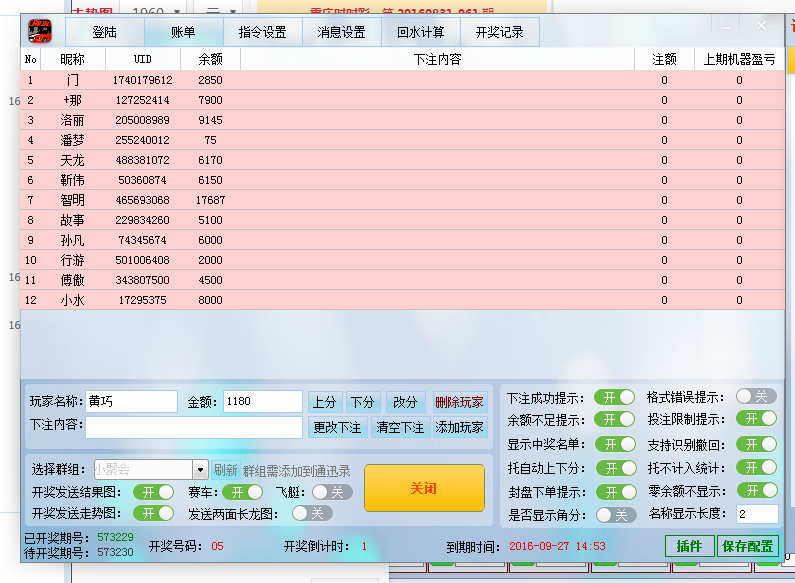 走势图 1060
重庆时时彩 第 20160831-061 期
登陆 账单 指令设置 消息设置 回水计算 开奖记录
No 昵称 UID 余额 下注内容 注额 上期机器盈亏
1 门 1740179612 2850 0 0
2 +那 127252414 7900 0 0
3 洛丽 205008989 9145 0 0
4 潘梦 255240012 75 0 0
5 天龙 488381072 6170 0 0
6 靳伟 50360874 6150 0 0
7 智明 465693068 17687 0 0
8 故事 229834260 5100 0 0
9 孙凡 74345674 6000 0 0
10 行游 501006408 2000 0 0
11 傅傲 343807500 4500 0 0
12 小水 17295375 8000 0 0
16
16
16
玩家名称: 黄巧 金额: 1180 上分 下分 改分 删除玩家
下注内容: 更改下注 清空下注 添加玩家
选择群组: 小聚会 刷新 群组需添加到通迅录
开奖发送结果图: 开 赛车: 开 飞艇: 关
开奖发送走势图: 开 发送两面长龙图: 关
关闭
下注成功提示: 开 格式错误提示: 关
余额不足提示: 开 投注限制提示: 开
显示中奖名单: 开 支持识别撤回: 开
托自动上下分: 开 托不计入统计: 开
封盘下单提示: 开 零余额不显示: 开
是否显示角分: 关 名称显示长度: 2
已开奖期号: 573229
待开奖期号: 573230
开奖号码: 05 开奖倒计时: 1 到期时间: 2016-09-27 14:53 插件 保存配置